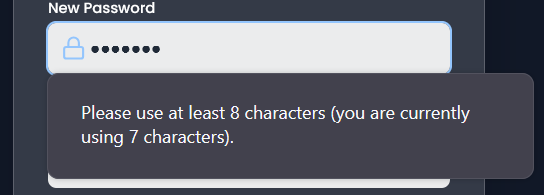 New Password
●●●●●●●
Please use at least 8 characters (you are currently
using 7 characters).